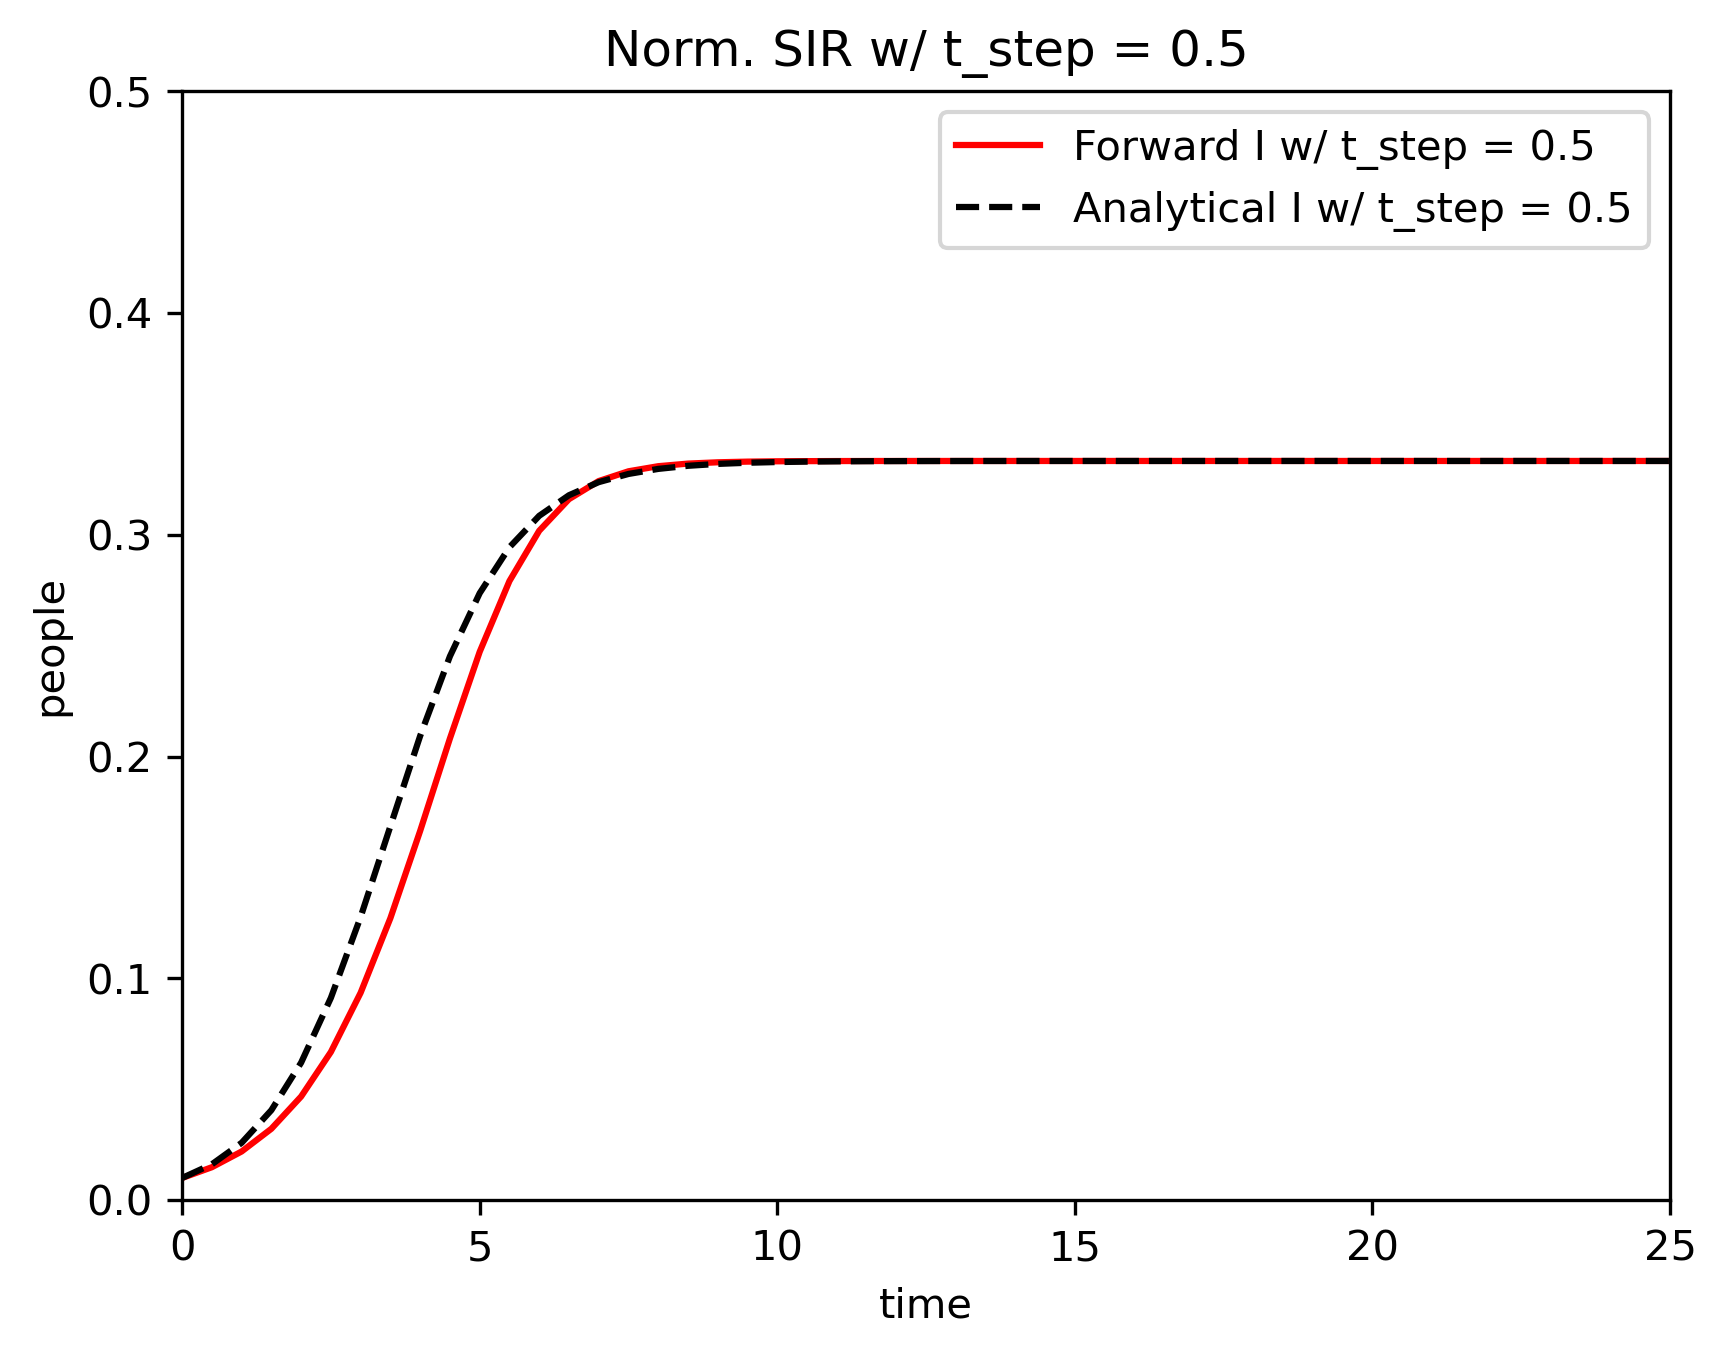 Norm. SIR w/ t_step = 0.5
0.5
Forward I w/ t_step = 0.5
Analytical I w/ t_step = 0.5
0.4
0.3
people
0.2
0.1
0.0
0 5 10 15 20 25
time